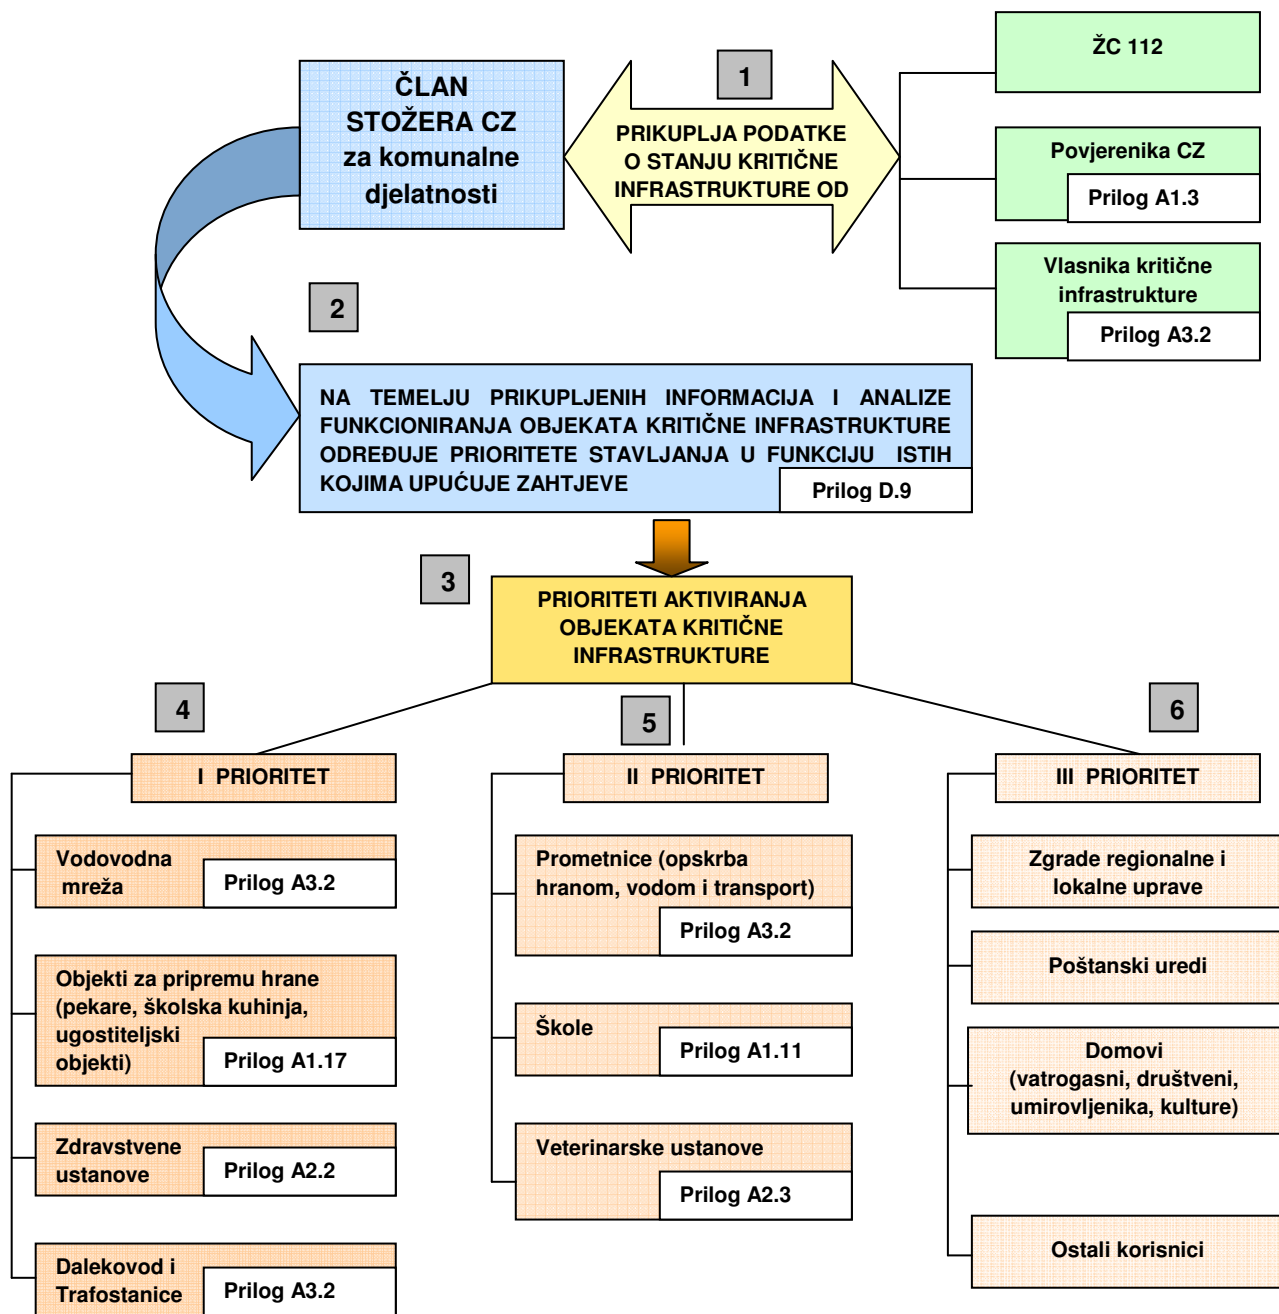 ŽC 112
1
ČLAN
STOŽERA CZ
za komunalne
djelatnosti
PRIKUPLJA PODATKE
O STANJU KRITIČNE
INFRASTRUKTURE OD
Povjerenika CZ
Prilog A1.3
Vlasnika kritične
infrastrukture
Prilog A3.2
2
NA TEMELJU PRIKUPLJENIH INFORMACIJA I ANALIZE
FUNKCIONIRANJA OBJEKATA KRITIČNE INFRASTRUKTURE
ODREĐUJE PRIORITETE STAVLJANJA U FUNKCIJU ISTIH
KOJIMA UPUĆUJE ZAHTJEVE
Prilog D.9
3
PRIORITETI AKTIVIRANJA
OBJEKATA KRITIČNE
INFRASTRUKTURE
4
5
6
I PRIORITET
II PRIORITET
III PRIORITET
Vodovodna
mreža
Prilog A3.2
Objekti za pripremu hrane
(pekare, školska kuhinja,
ugostiteljski
objekti)
Prilog A1.17
Zdravstvene
ustanove
Prilog A2.2
Dalekovod i
Trafostanice
Prilog A3.2
Prometnice (opskrba
hranom, vodom i transport)
Prilog A3.2
Škole
Prilog A1.11
Veterinarske ustanove
Prilog A2.3
Zgrade regionalne i
lokalne uprave
Poštanski uredi
Domovi
(vatrogasni, društveni,
umirovljenika, kulture)
Ostali korisnici